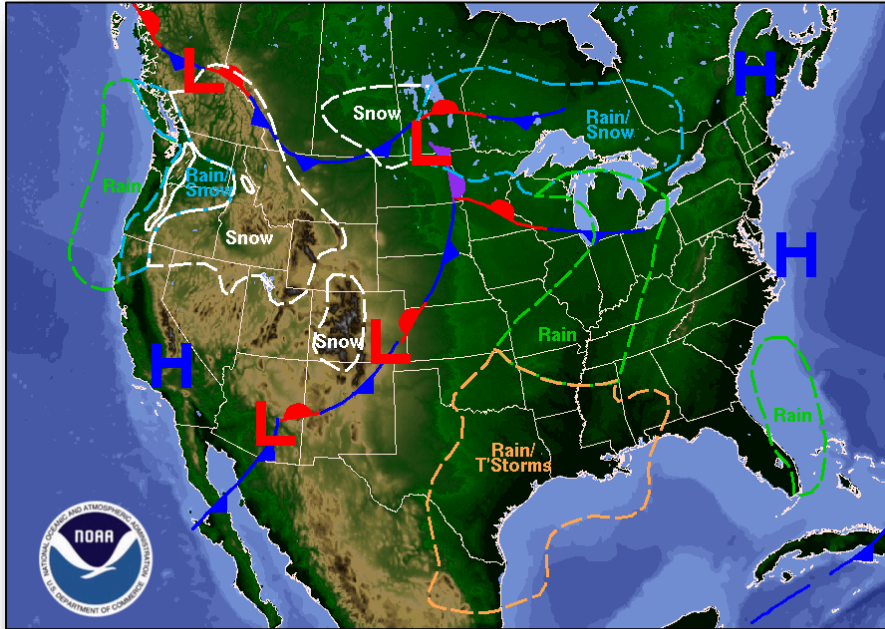 L
H
Snow
Rain/
Snow
L
Rain
Rain/
Snow
Snow
H
Rain
L
Snow
H
Rain
L
Rain/
T'Storms
NATIONAL OCEANIC AND ATMOSPHERIC ADMINISTRATION
NOAA
U.S. DEPARTMENT OF COMMERCE